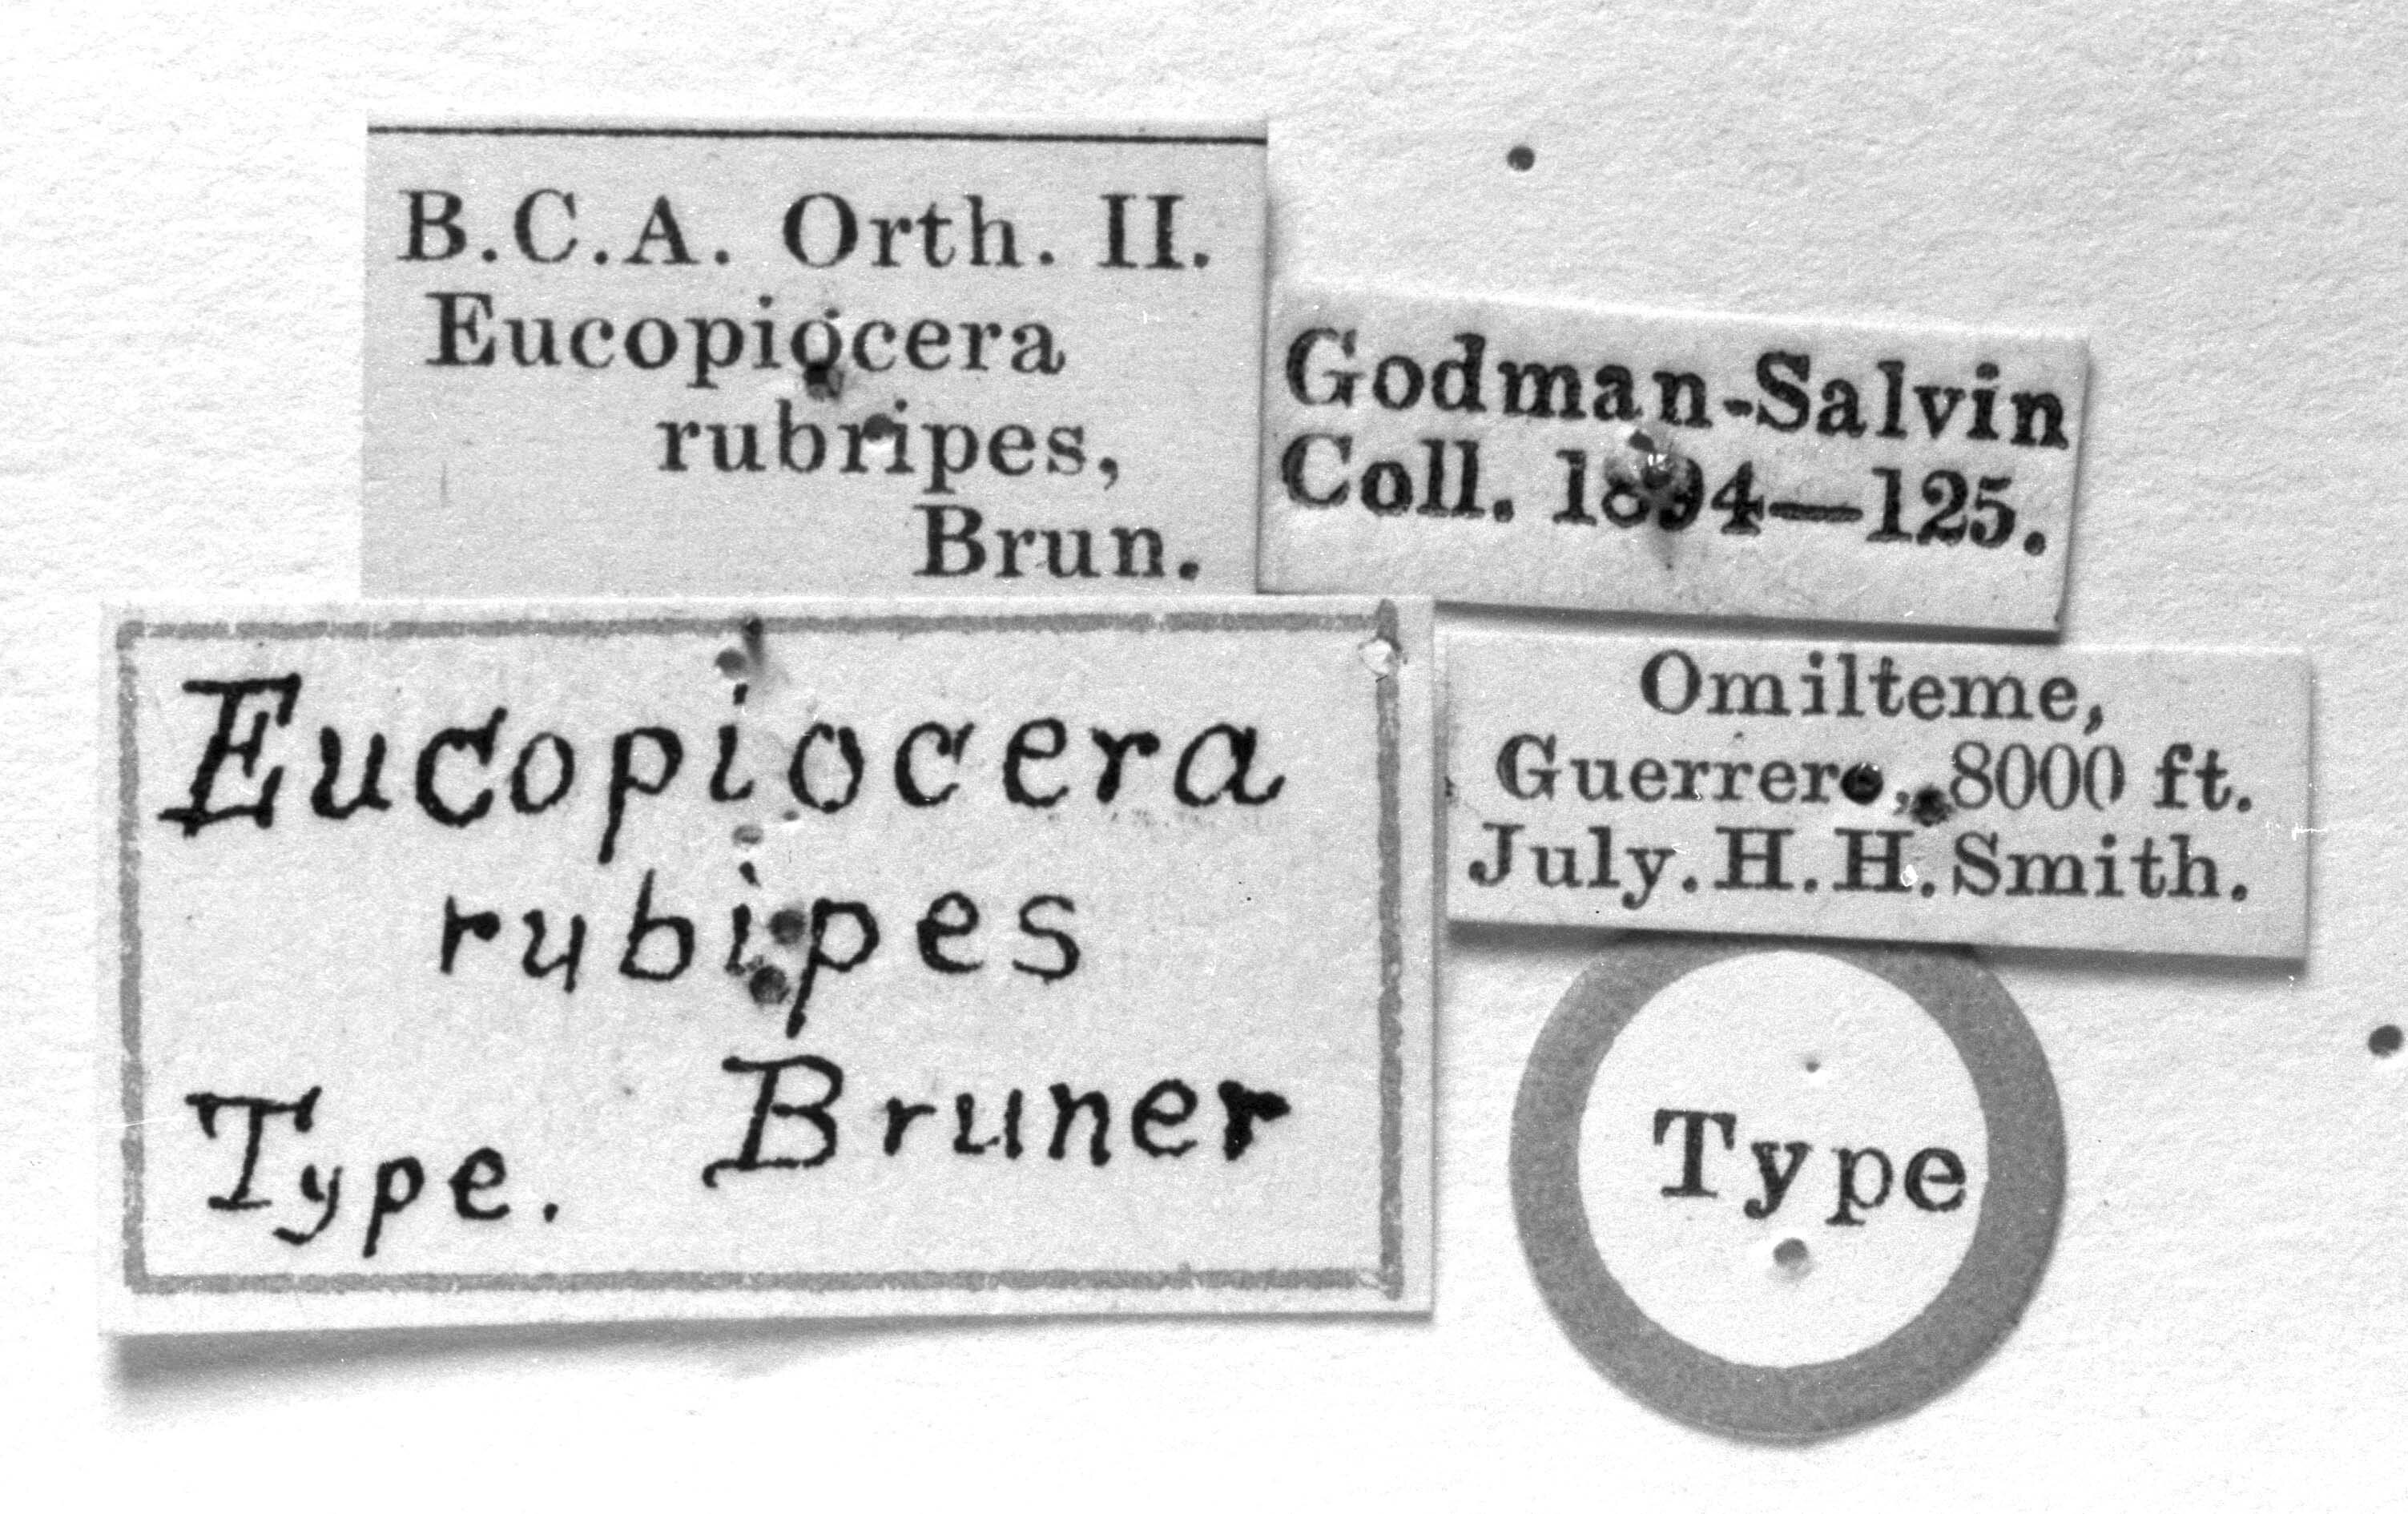 B.C.A. Orth. II.
Eucopiocera
rubripes,
Brun.
Godman-Salvin
Coll. 1894—125.
Eucopiocera
rubipes
Bruner
Type.
Omilteme,
Guerrero, 8000 ft.
July. H. H. Smith.
Type